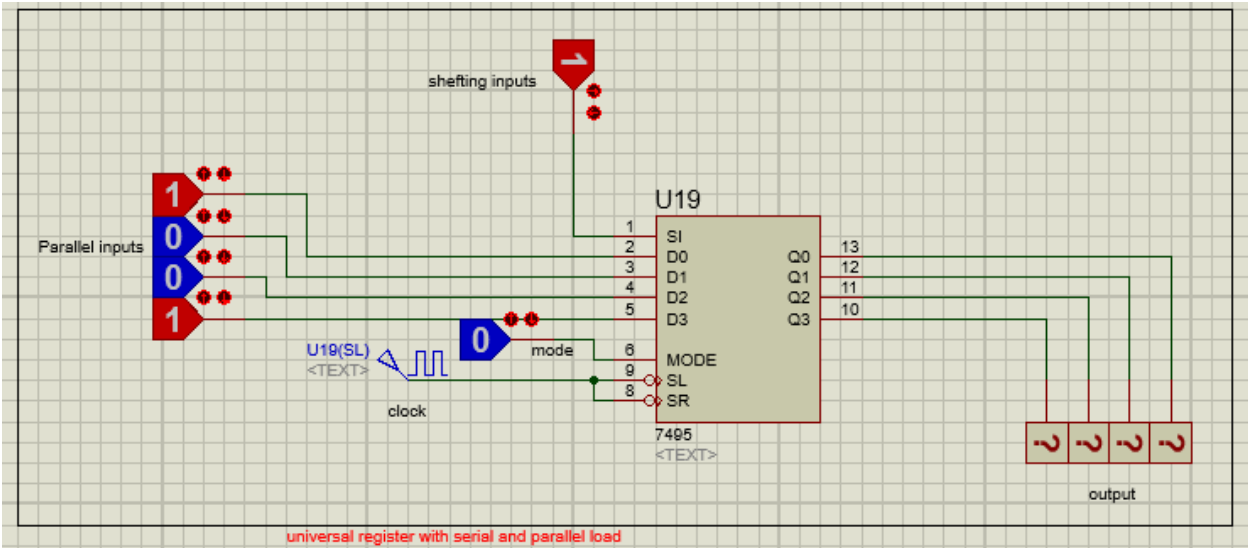 1
shefting inputs
U19
1
0
Parallel inputs
0
1
1
2
3
4
5
6
9
8
SI
D0
D1
D2
D3
MODE
SL
SR
Q0
Q1
Q2
Q3
13
12
11
10
0
mode
U19(SL)
<TEXT>
clock
7495
<TEXT>
? ? ? ?
output
universal register with serial and parallel load